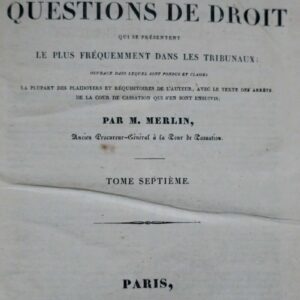 QUESTIONS DE DROIT
QUI SE PRÉSENTENT
LE PLUS FRÉQUEMMENT DANS LES TRIBUNAUX;
OUVRAGE DANS LEQUEL SONT FONDUS ET CLASSÉS
LA PLUPART DES PLAIDOYERS ET RÉQUISITOIRES DE L'AUTEUR, AVEC LE TEXTE DES ARRÊTS
DE LA COUR DE CASSATION QUI S'EN SONT ENSUIVIS;
PAR M. MERLIN,
Ancien Procureur-Général à la Cour de Cassation.
TOME SEPTIÈME.
PARIS,